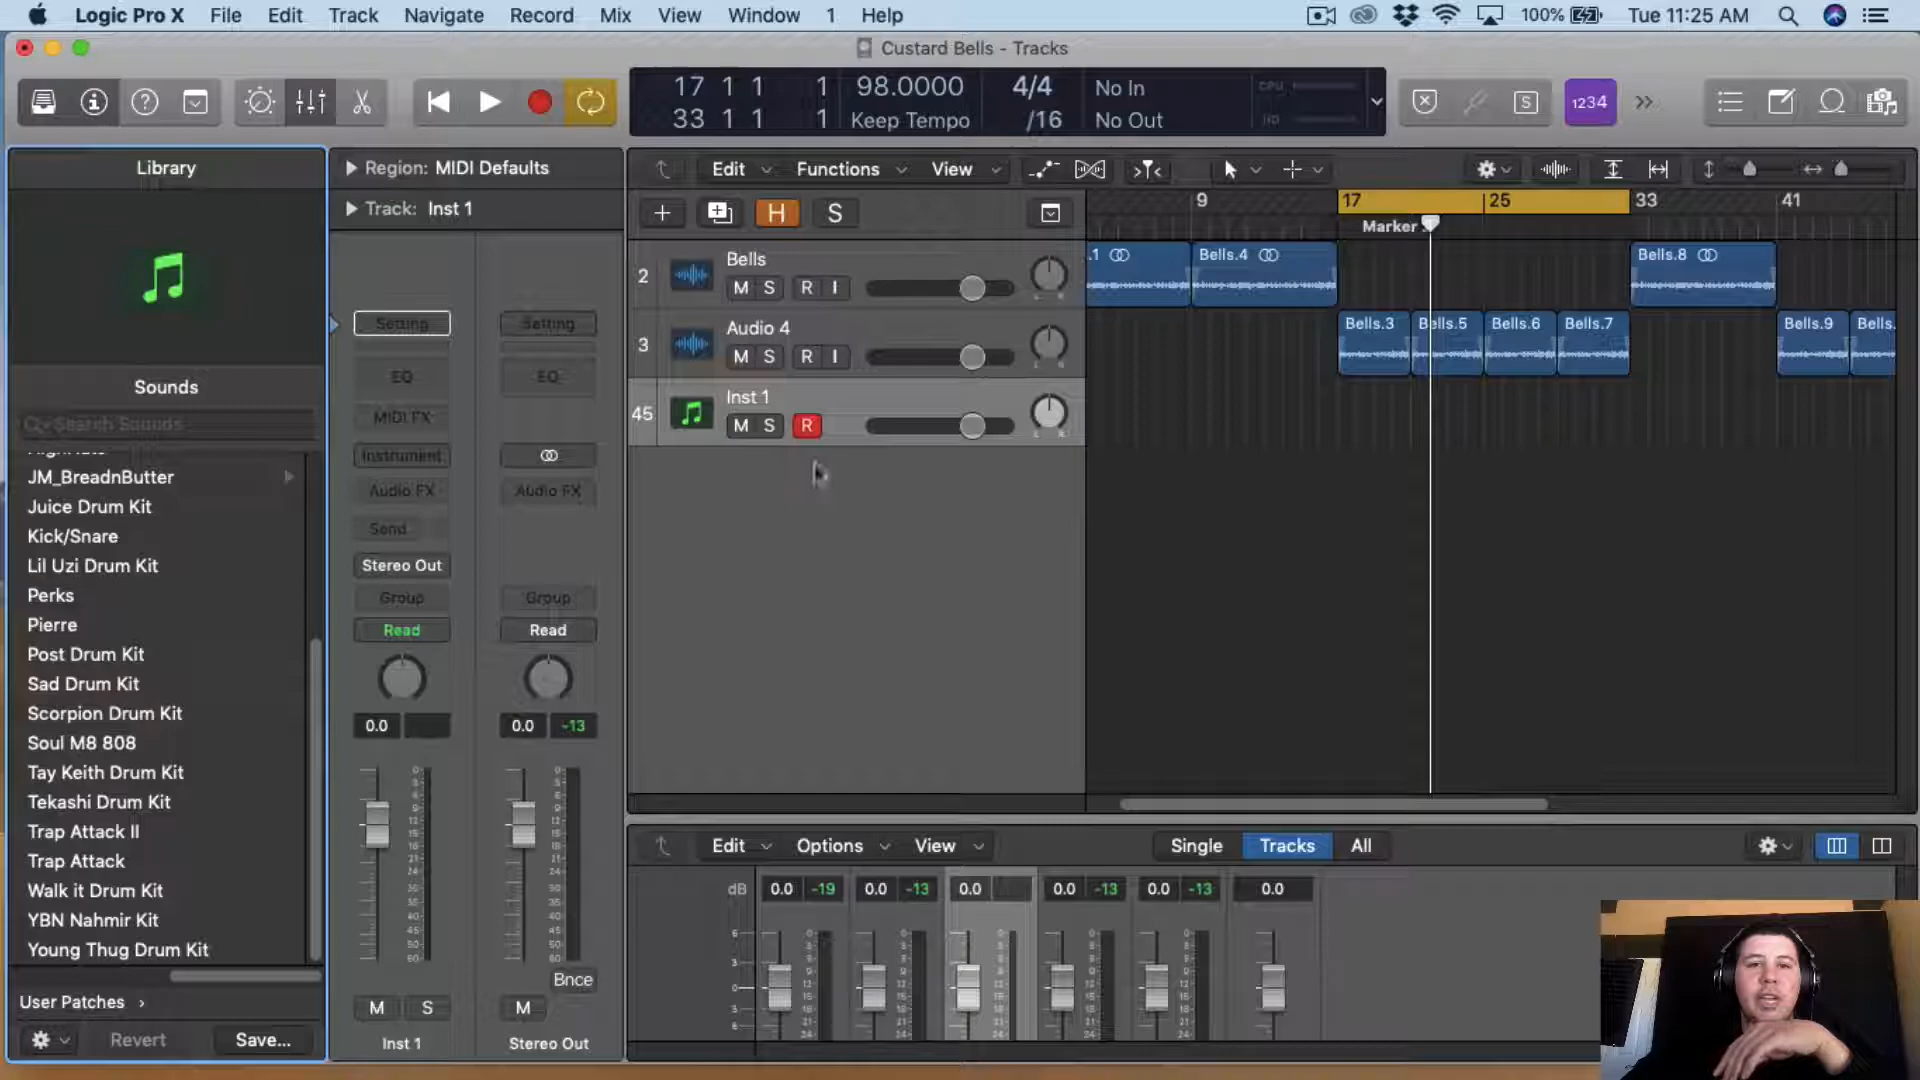 Logic Pro X File Edit Track Navigate Record Mix View Window 1 Help 100% Tue 11:25 AM
Custard Bells - Tracks
17 1 1 1 98.0000 4/4 No In CPU
33 1 1 1 Keep Tempo /16 No Out HD
S 1234
Library
Region: MIDI Defaults
Edit Functions View
Track: Inst 1
H S
9 17 25 33 41
Marker
2 Bells
M S R I
.1 Bells.4 Bells.8
3 Audio 4
M S R I
Bells.3 Bells.5 Bells.6 Bells.7 Bells.9 Bells.
45 Inst 1
M S R
Sounds
Search Sounds
JM_BreadnButter
Juice Drum Kit
Kick/Snare
Lil Uzi Drum Kit
Perks
Pierre
Post Drum Kit
Sad Drum Kit
Scorpion Drum Kit
Soul M8 808
Tay Keith Drum Kit
Tekashi Drum Kit
Trap Attack II
Trap Attack
Walk it Drum Kit
YBN Nahmir Kit
Young Thug Drum Kit
User Patches
Revert Save...
Setting Setting
EQ EQ
MIDI FX
Instrument
Audio FX Audio FX
Send
Stereo Out
Group Group
Read Read
0.0 0.0 -13
Bnce
M S M
Inst 1 Stereo Out
Edit Options View Single Tracks All
dB 0.0 -19 0.0 -13 0.0 0.0 -13 0.0 -13 0.0